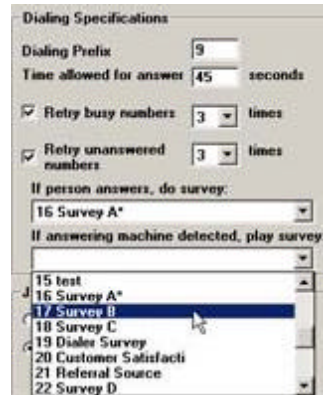 Dialing Specifications
Dialing Prefix 9
Time allowed for answer 45 seconds
Retry busy numbers 3 times
Retry unanswered numbers 3 times
If person answers, do survey:
16 Survey A*
If answering machine detected, play survey
15 test
16 Survey A*
17 Survey B
18 Survey C
19 Dialer Survey
20 Customer Satisfacti
21 Referral Source
22 Survey D